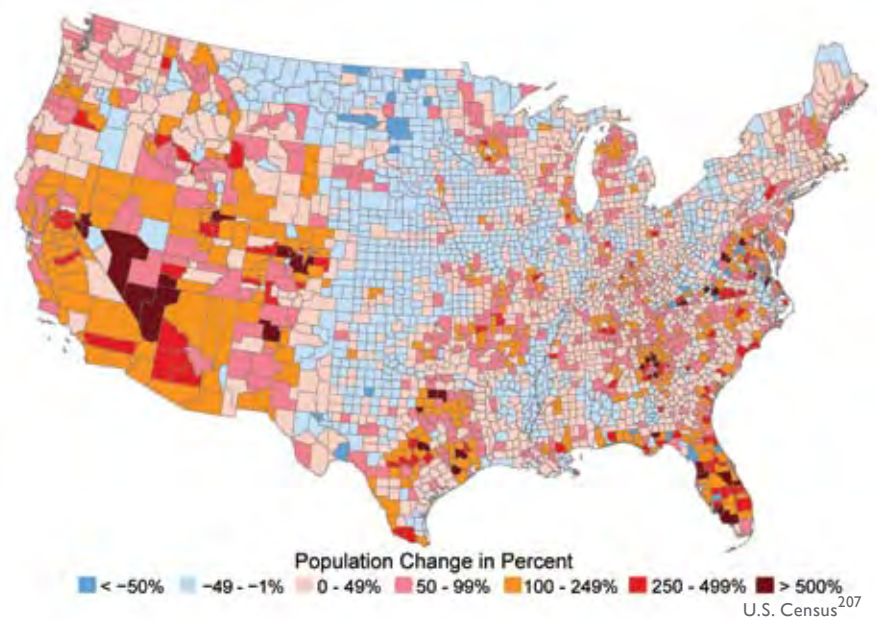 Population Change in Percent
< −50% −49 - −1% 0 - 49% 50 - 99% 100 - 249% 250 - 499% > 500%
U.S. Census207